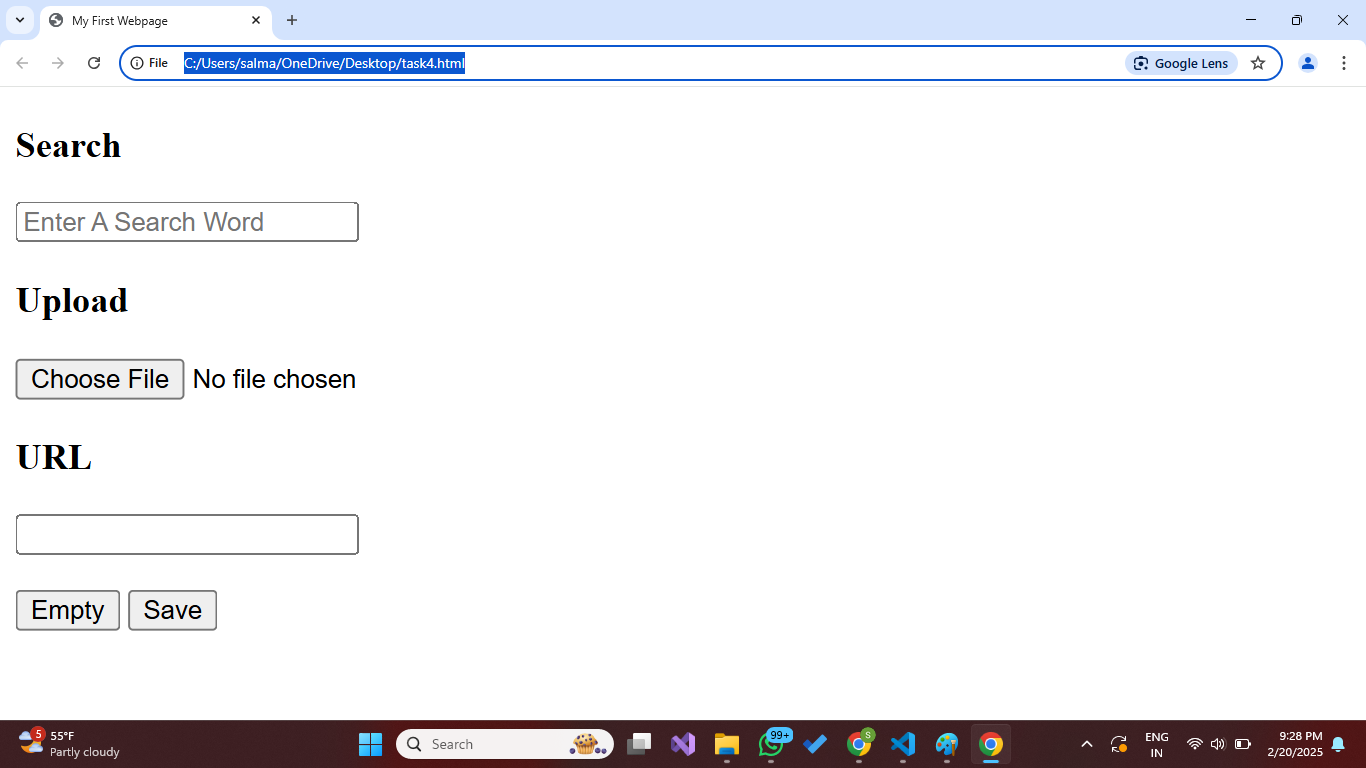 My First Webpage
File C:/Users/salma/OneDrive/Desktop/task4.html Google Lens
Search
Enter A Search Word
Upload
Choose File No file chosen
URL
Empty Save
5 55°F
Partly cloudy
Search
99+
S
ENG
IN
9:28 PM
2/20/2025